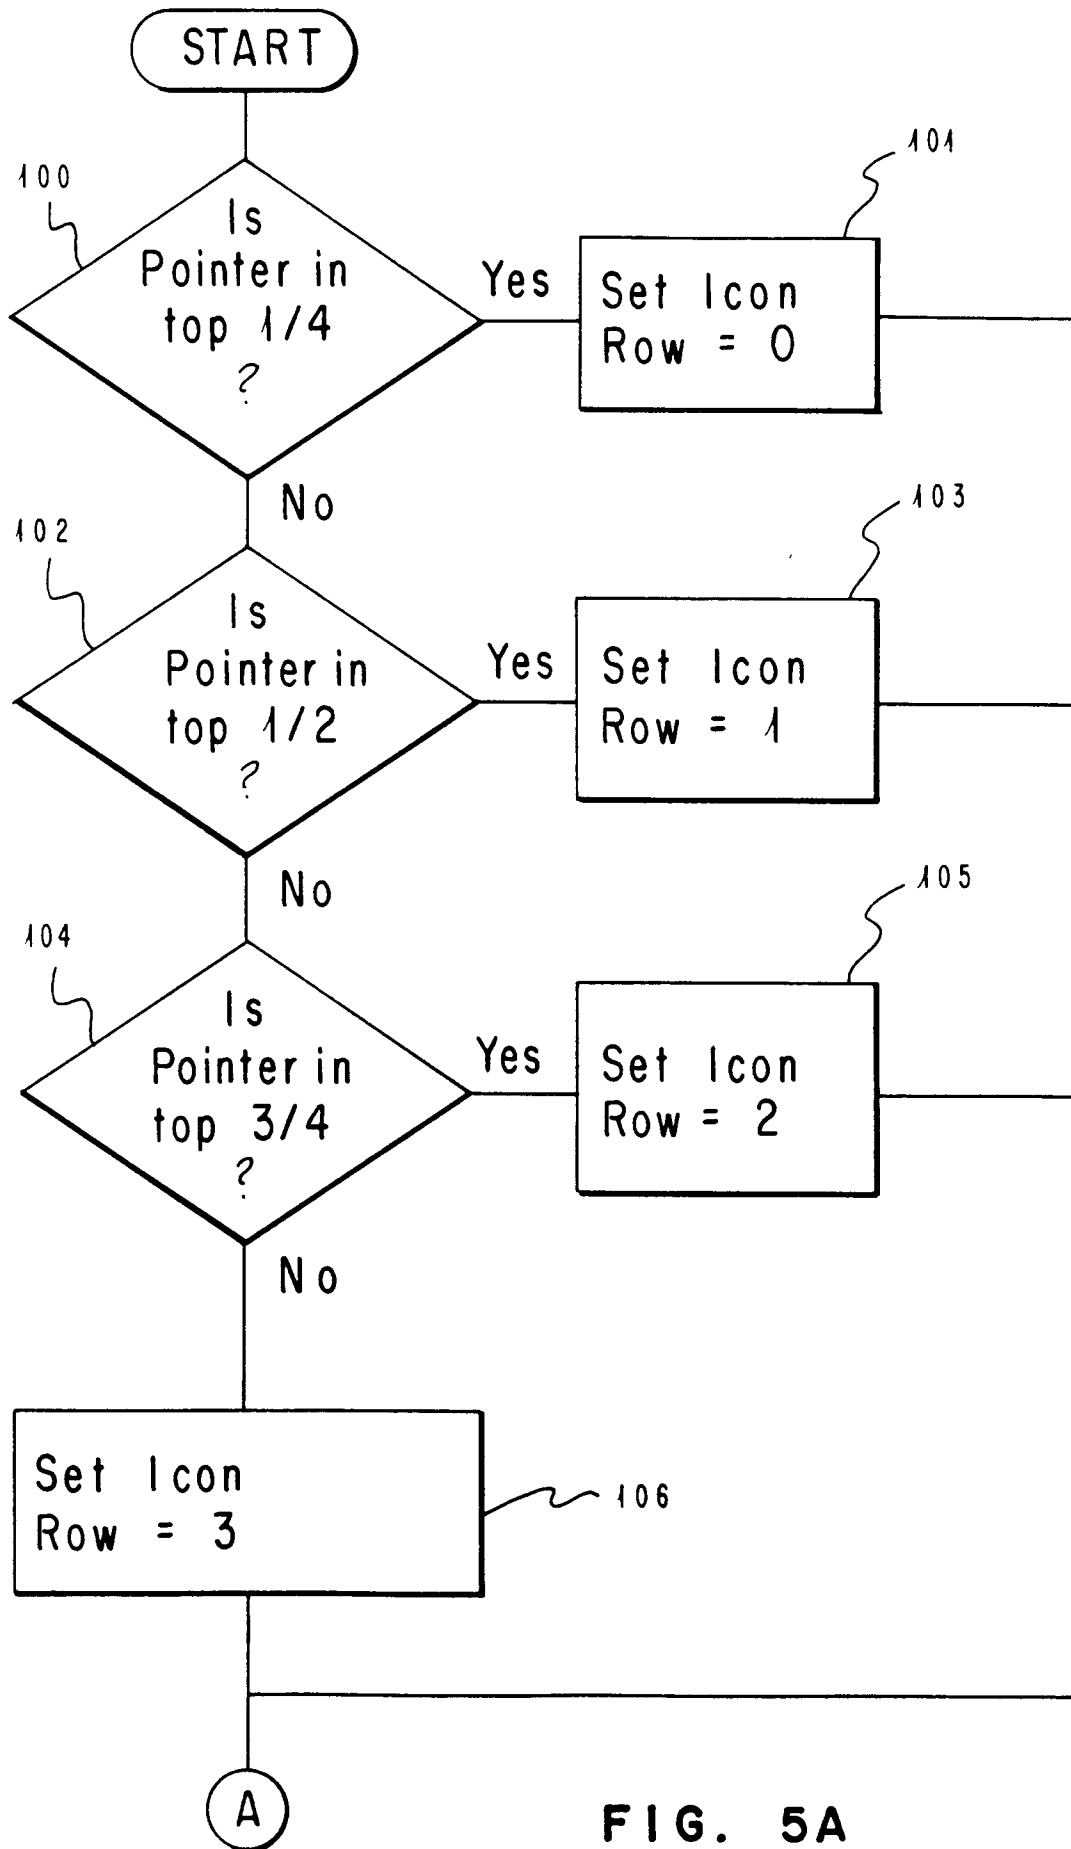 START
100
Is
Pointer in
top 1/4
?
Yes
101
Set Icon
Row = 0
No
102
Is
Pointer in
top 1/2
?
Yes
103
Set Icon
Row = 1
No
104
Is
Pointer in
top 3/4
?
Yes
105
Set Icon
Row = 2
No
Set Icon
Row = 3
106
A
FIG. 5A